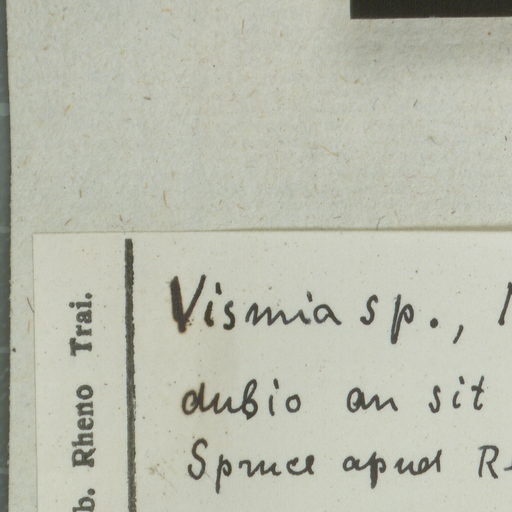 Vismia sp.,
dubio an sit
Spruce apud
b. Rheno Trai.